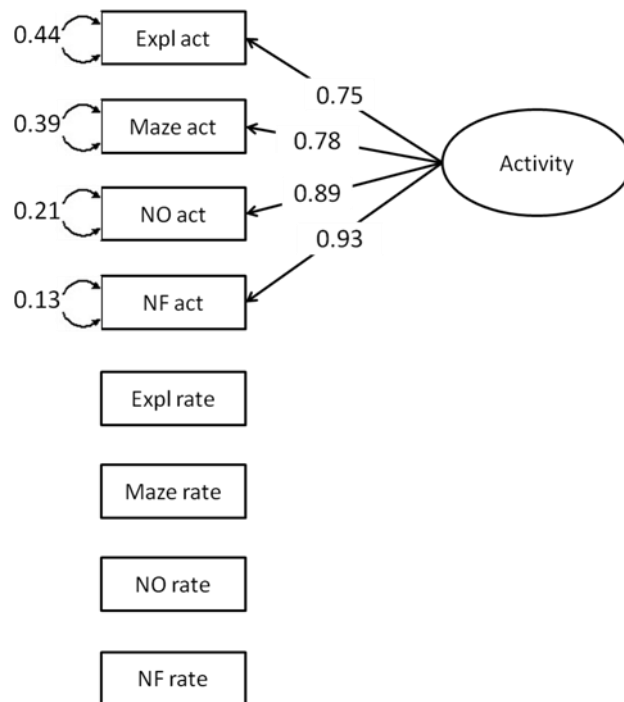 0.44
Expl act
0.75
0.39
Maze act
0.78
Activity
0.21
NO act
0.89
0.93
0.13
NF act
Expl rate
Maze rate
NO rate
NF rate